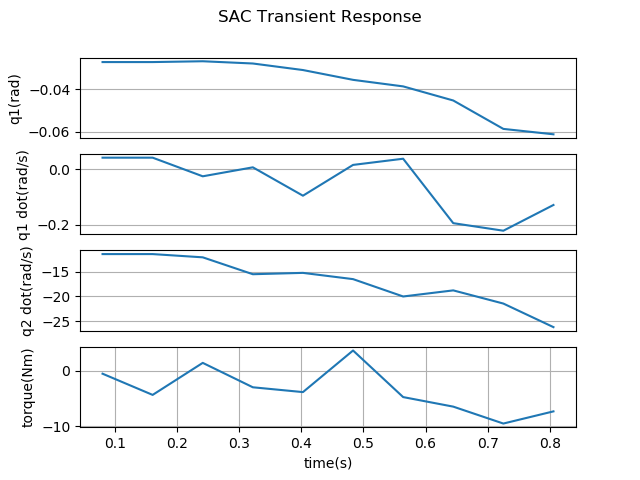 SAC Transient Response
q1(rad)
−0.04
−0.06
q1 dot(rad/s)
0.0
−0.2
q2 dot(rad/s)
−15
−20
−25
torque(Nm)
0
−10
0.1 0.2 0.3 0.4 0.5 0.6 0.7 0.8
time(s)